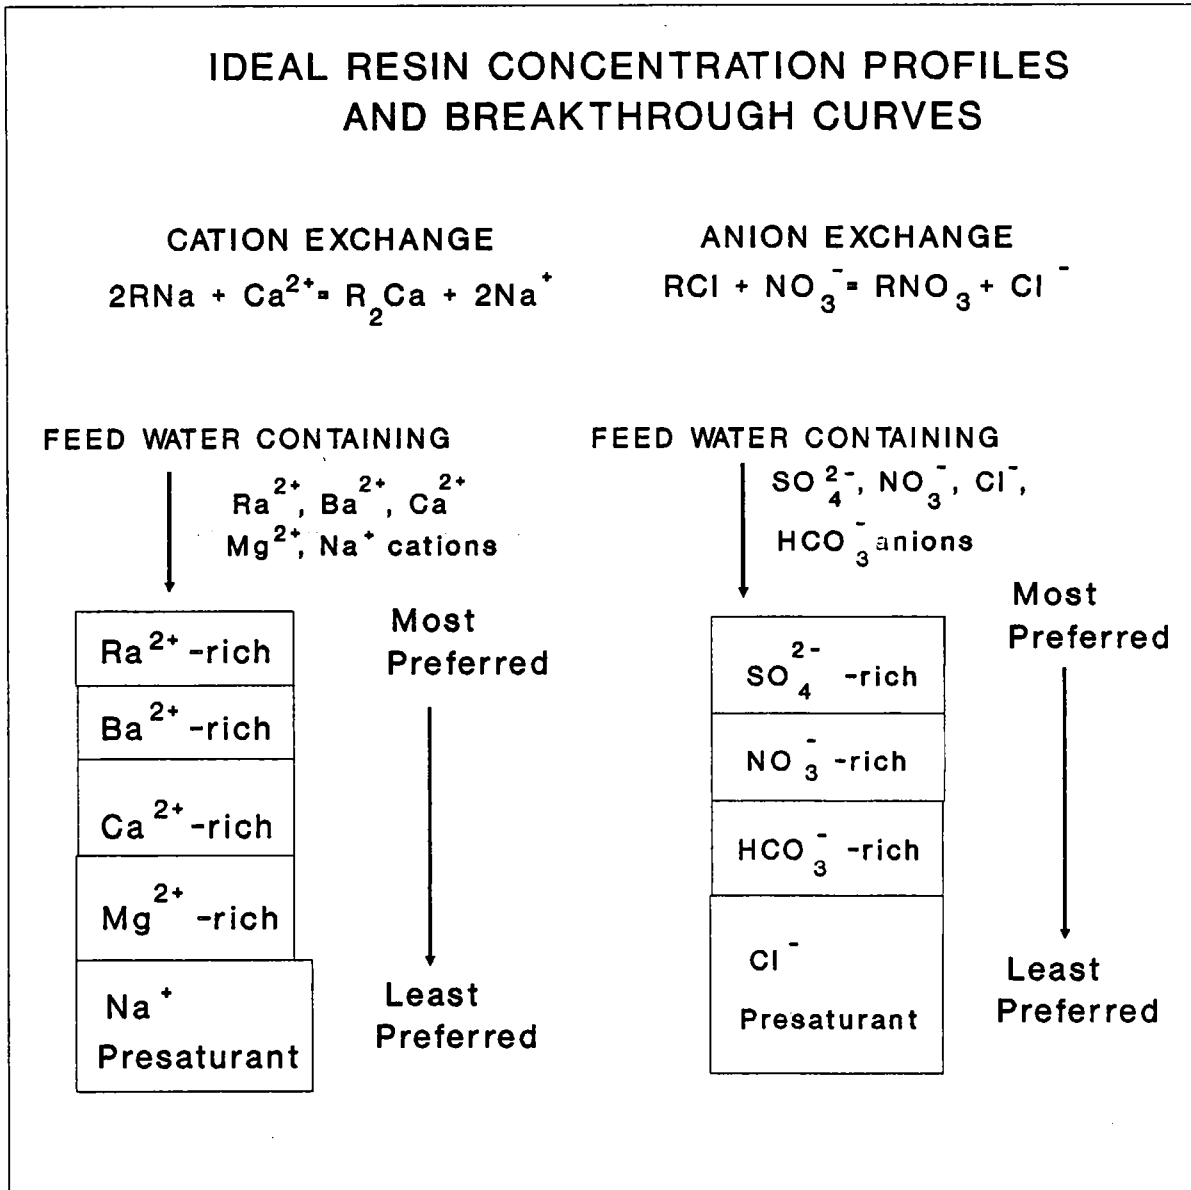 IDEAL RESIN CONCENTRATION PROFILES
AND BREAKTHROUGH CURVES
CATION EXCHANGE
2RNa + Ca²⁺= R₂Ca + 2Na⁺
ANION EXCHANGE
RCl + NO₃⁻= RNO₃ + Cl⁻
FEED WATER CONTAINING
Ra²⁺, Ba²⁺, Ca²⁺
Mg²⁺, Na⁺ cations
Ra²⁺-rich
Ba²⁺-rich
Ca²⁺-rich
Mg²⁺-rich
Na⁺
Presaturant
Most
Preferred
Least
Preferred
FEED WATER CONTAINING
SO₄²⁻, NO₃⁻, Cl⁻,
HCO₃⁻ anions
SO₄²⁻ -rich
NO₃⁻ -rich
HCO₃⁻ -rich
Cl⁻
Presaturant
Most
Preferred
Least
Preferred